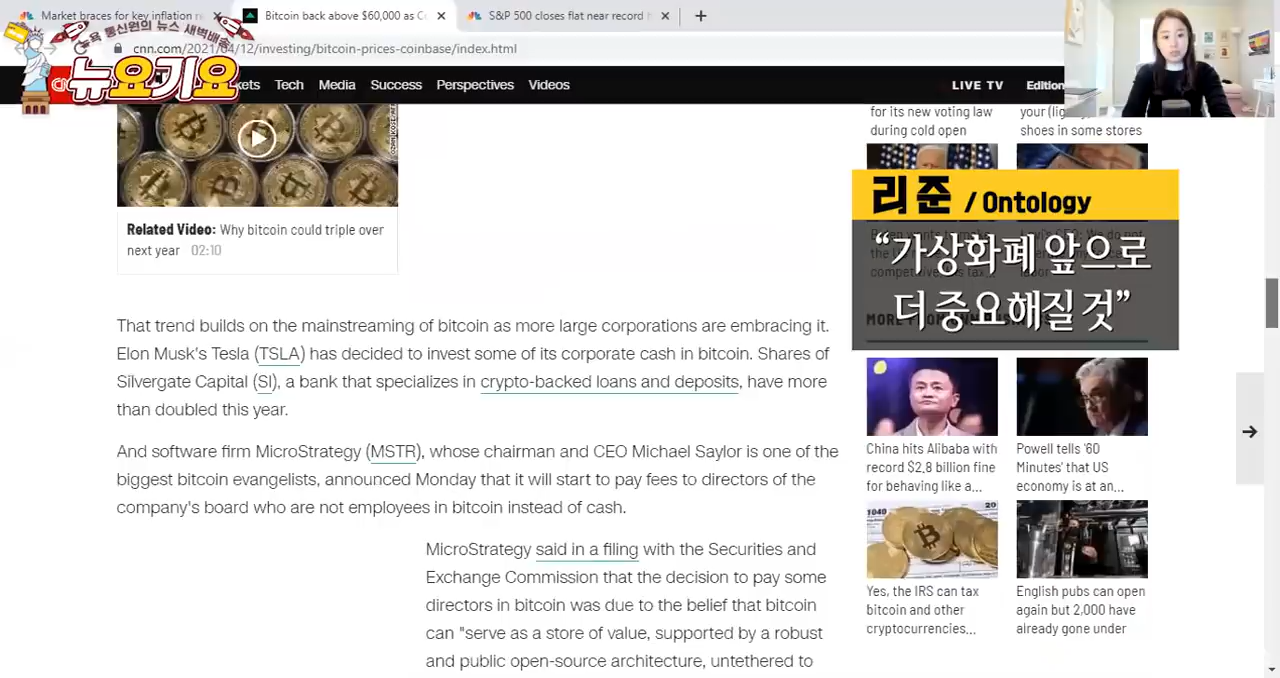 Market braces for key inflation
Bitcoin back above $60,000 as C
S&P 500 closes flat near record h
뉴욕 통신원의 뉴스 새벽배송
뉴요기요
cnn.com/2021/04/12/investing/bitcoin-prices-coinbase/index.html
Tech
Media
Success
Perspectives
Videos
LIVE TV
Edition
Related Video: Why bitcoin could triple over
next year 02:10
That trend builds on the mainstreaming of bitcoin as more large corporations are embracing it.
Elon Musk's Tesla (TSLA) has decided to invest some of its corporate cash in bitcoin. Shares of
Silvergate Capital (SI), a bank that specializes in crypto-backed loans and deposits, have more
than doubled this year.
And software firm MicroStrategy (MSTR), whose chairman and CEO Michael Saylor is one of the
biggest bitcoin evangelists, announced Monday that it will start to pay fees to directors of the
company's board who are not employees in bitcoin instead of cash.
MicroStrategy said in a filing with the Securities and
Exchange Commission that the decision to pay some
directors in bitcoin was due to the belief that bitcoin
can "serve as a store of value, supported by a robust
and public open-source architecture, untethered to
for its new voting law
during cold open
your (lig
shoes in some stores
리준 / Ontology
“가상화폐 앞으로
더 중요해질 것”
China hits Alibaba with
record $2.8 billion fine
for behaving like a...
Powell tells '60
Minutes' that US
economy is at an...
1040
20
Yes, the IRS can tax
bitcoin and other
cryptocurrencies...
English pubs can open
again but 2,000 have
already gone under